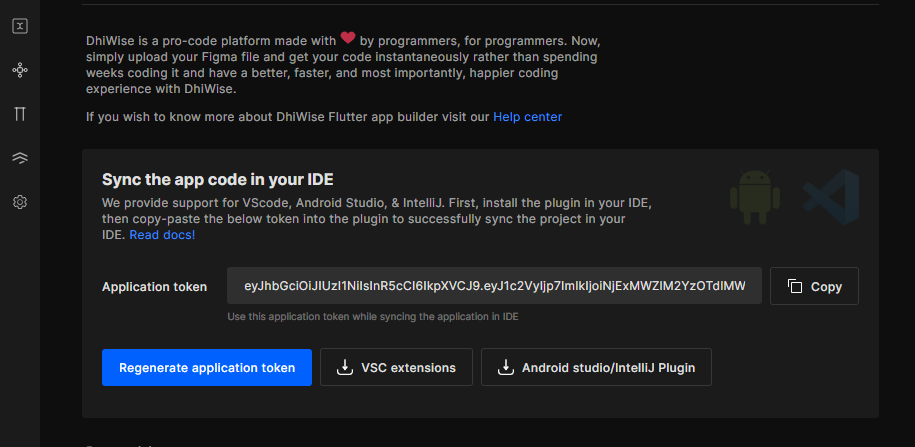 DhiWise is a pro-code platform made with ❤ by programmers, for programmers. Now,
simply upload your Figma file and get your code instantaneously rather than spending
weeks coding it and have a better, faster, and most importantly, happier coding
experience with DhiWise.
If you wish to know more about DhiWise Flutter app builder visit our Help center
Sync the app code in your IDE
We provide support for VScode, Android Studio, & IntelliJ. First, install the plugin in your IDE,
then copy-paste the below token into the plugin to successfully sync the project in your
IDE. Read docs!
Application token
Copy
Use this application token while syncing the application in IDE
Regenerate application token
VSC extensions
Android studio/IntelliJ Plugin